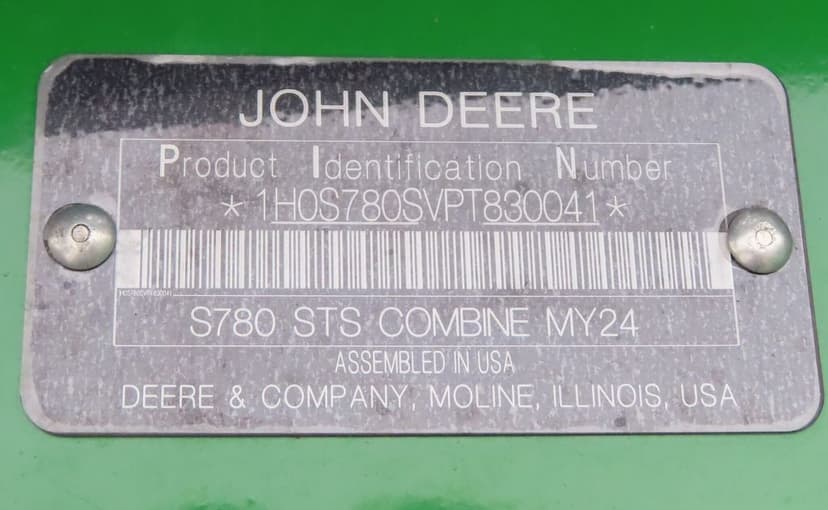 JOHN DEERE
Product Identification Number
*1H0S780SVPT830041*
S780 STS COMBINE MY24
ASSEMBLED IN USA
DEERE & COMPANY, MOLINE, ILLINOIS, USA